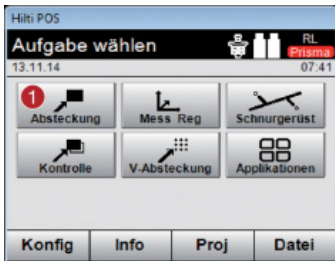 Hilti POS
Aufgabe wählen
RL
Prisma
13.11.14
07:41
1
Absteckung
Mess Reg
Schnurgerüst
Kontrolle
V-Absteckung
Applikationen
Konfig
Info
Proj
Datei